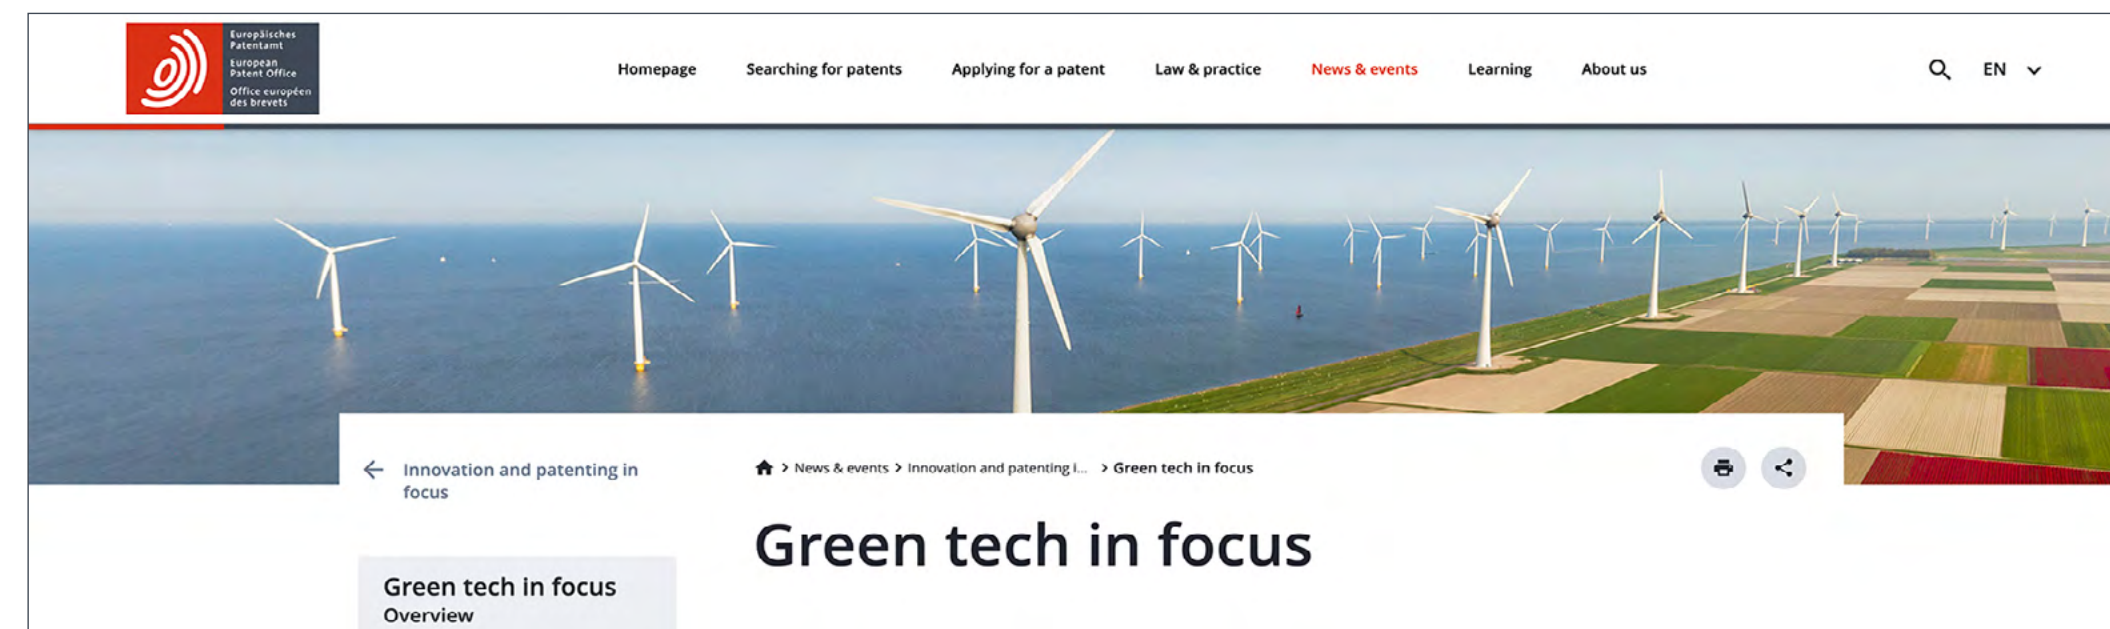 Europäisches
Patentamt
European
Patent Office
Office européen
des brevets
Homepage Searching for patents Applying for a patent Law & practice News & events Learning About us EN
Innovation and patenting in
focus
News & events > Innovation and patenting i... > Green tech in focus
Green tech in focus
Green tech in focus
Overview